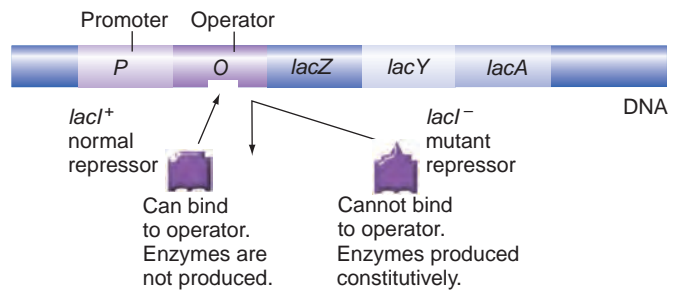 Promoter Operator
P O lacZ lacY lacA
DNA
lacI+
normal
repressor
lacI–
mutant
repressor
Can bind
to operator.
Enzymes are
not produced.
Cannot bind
to operator.
Enzymes produced
constitutively.